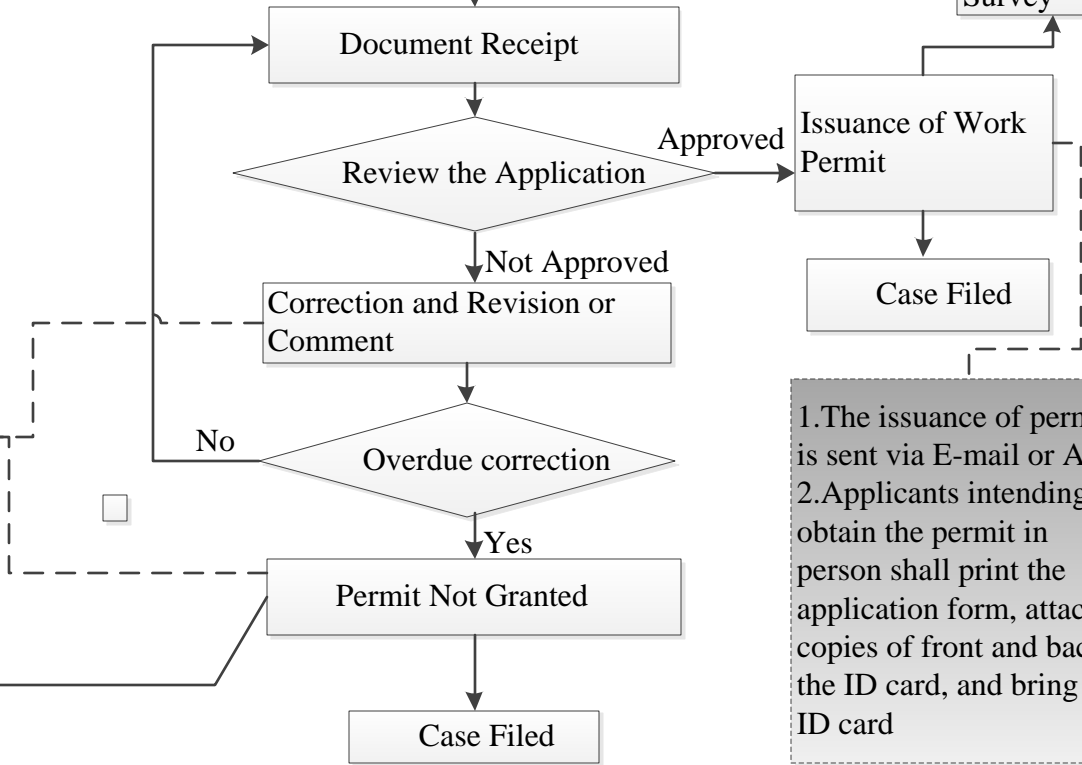 Survey
Document Receipt
Approved
Issuance of Work
Permit
Review the Application
Not Approved
Case Filed
Correction and Revision or
Comment
No
Overdue correction
Yes
Permit Not Granted
Case Filed
1.The issuance of perm
is sent via E-mail or A
2.Applicants intending
obtain the permit in
person shall print the
application form, attac
copies of front and bac
the ID card, and bring
ID card